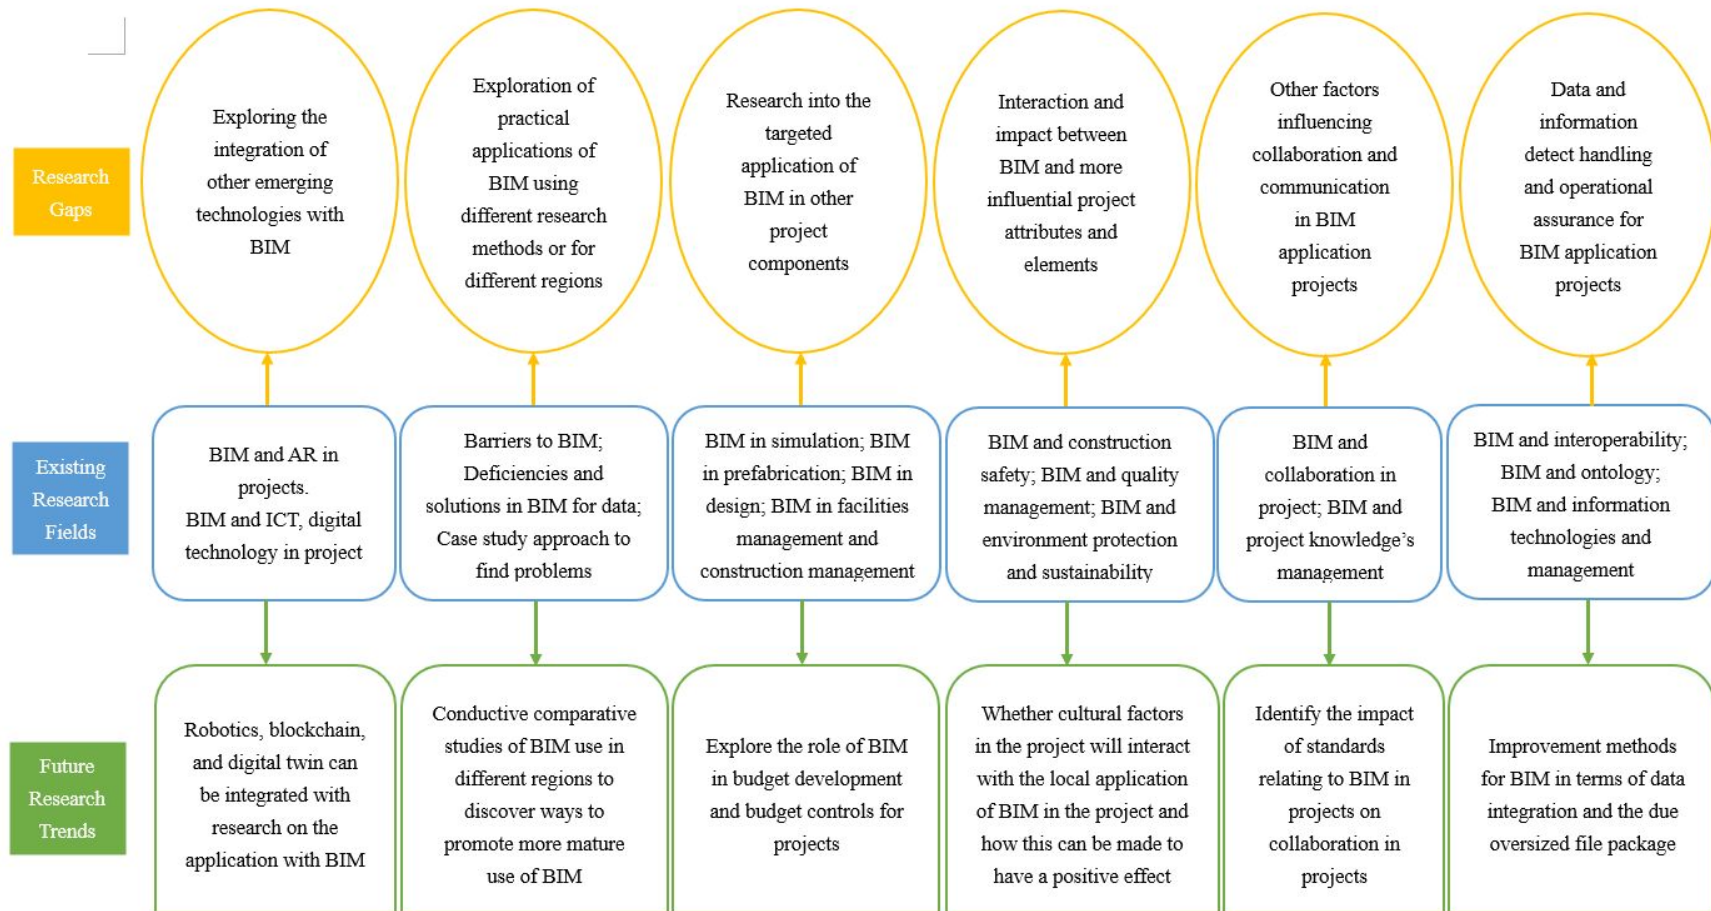 Research
Gaps
Exploring the
integration of
other emerging
technologies with
BIM
Exploration of
practical
applications of
BIM using
different research
methods or for
different regions
Research into the
targeted
application of
BIM in other
project
components
Interaction and
impact between
BIM and more
influential project
attributes and
elements
Other factors
influencing
collaboration and
communication
in BIM
application
projects
Data and
information
detect handling
and operational
assurance for
BIM application
projects
Existing
Research
Fields
BIM and AR in
projects.
BIM and ICT, digital
technology in project
Barriers to BIM;
Deficiencies and
solutions in BIM for data;
Case study approach to
find problems
BIM in simulation; BIM
in prefabrication; BIM in
design; BIM in facilities
management and
construction management
BIM and construction
safety; BIM and quality
management; BIM and
environment protection
and sustainability
BIM and
collaboration in
project; BIM and
project knowledge’s
management
BIM and interoperability;
BIM and ontology;
BIM and information
technologies and
management
Future
Research
Trends
Robotics, blockchain,
and digital twin can
be integrated with
research on the
application with BIM
Conductive comparative
studies of BIM use in
different regions to
discover ways to
promote more mature
use of BIM
Explore the role of BIM
in budget development
and budget controls for
projects
Whether cultural factors
in the project will interact
with the local application
of BIM in the project and
how this can be made to
have a positive effect
Identify the impact
of standards
relating to BIM in
projects on
collaboration in
projects
Improvement methods
for BIM in terms of data
integration and the due
oversized file package